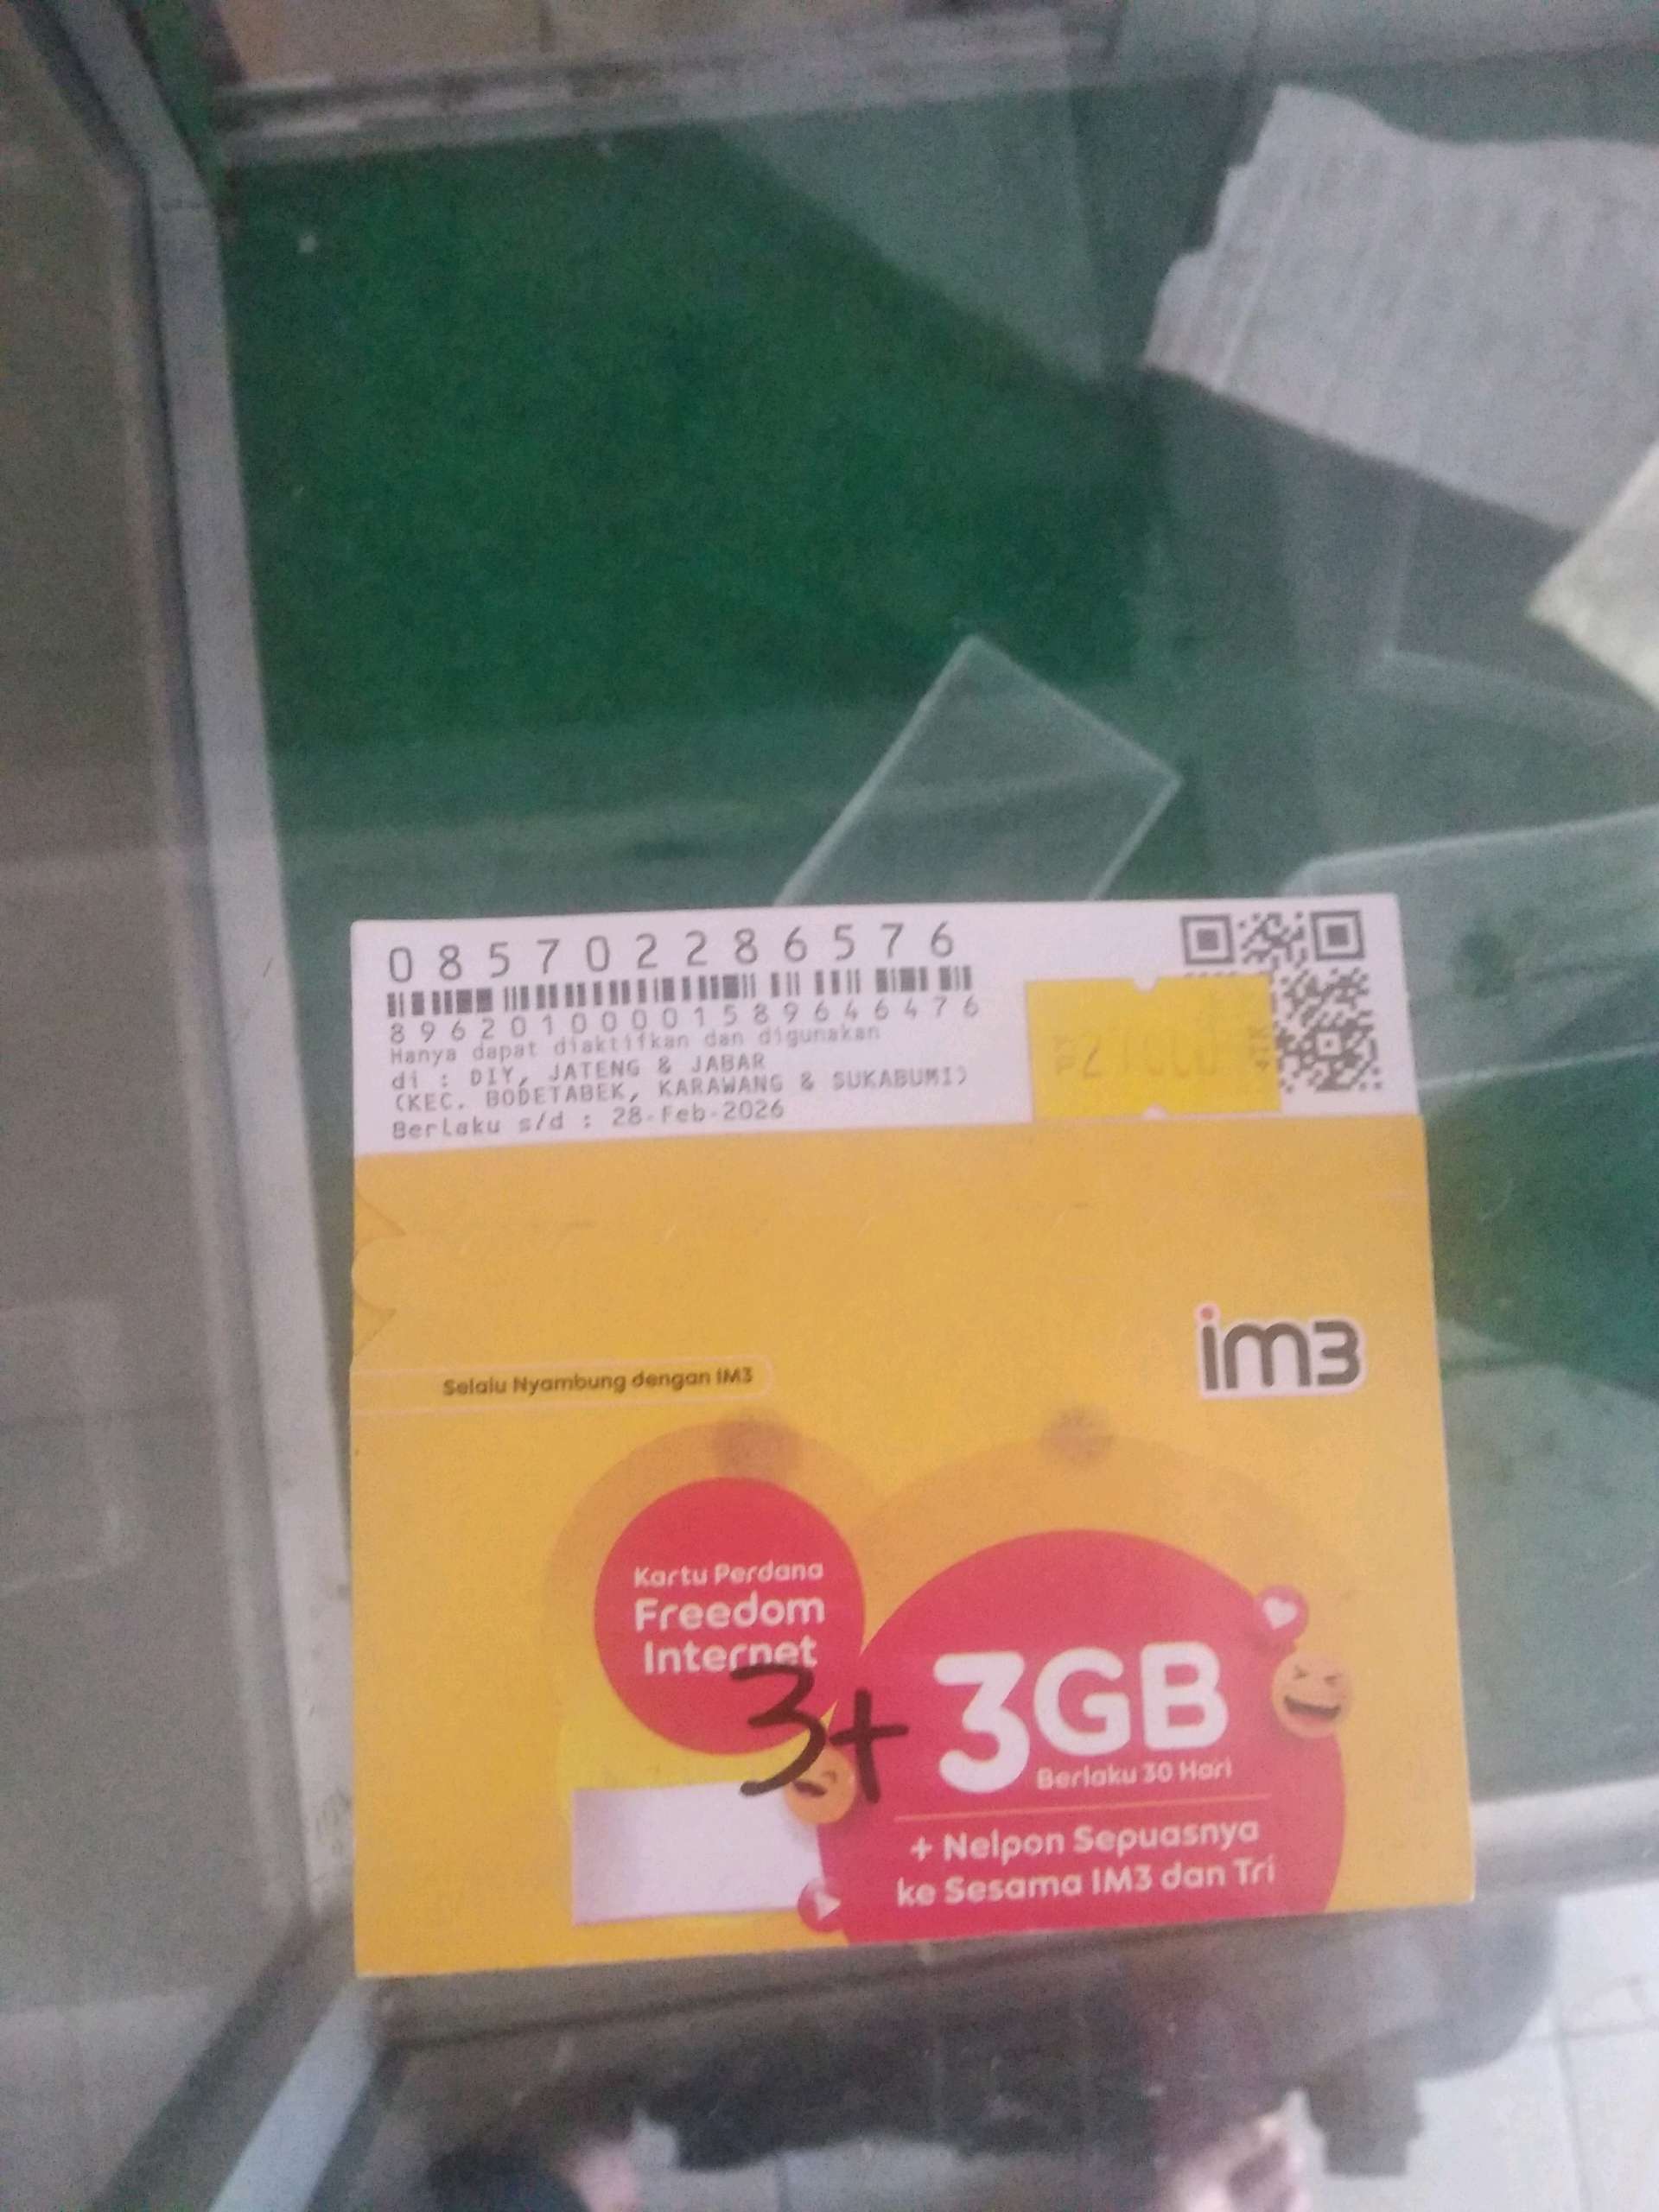 085702286576
89620100001589646476
Hanya dapat diaktifkan dan digunakan
di : DIY, JATENG & JABAR
(KEC. BODETABEK, KARAWANG & SUKABUMI)
Berlaku s/d : 28-Feb-2026
im3
Selalu Nyambung dengan IM3
Kartu Perdana
Freedom
Internet
3+
3GB
Berlaku 30 Hari
+ Nelpon Sepuasnya
ke Sesama IM3 dan Tri